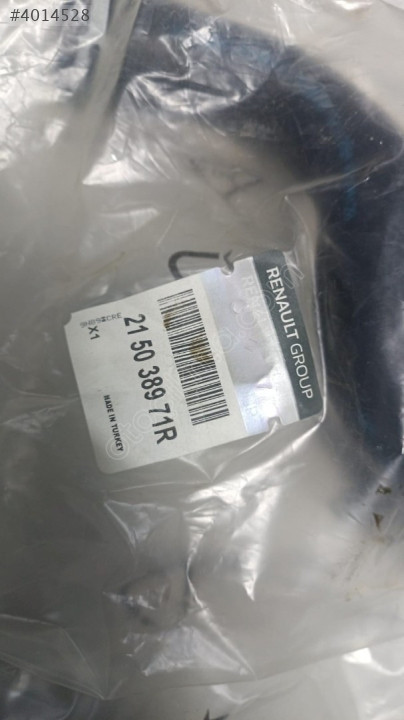 #4014528
RENAULT GROUP
21 50 389 71R
X1
MADE IN TURKEY